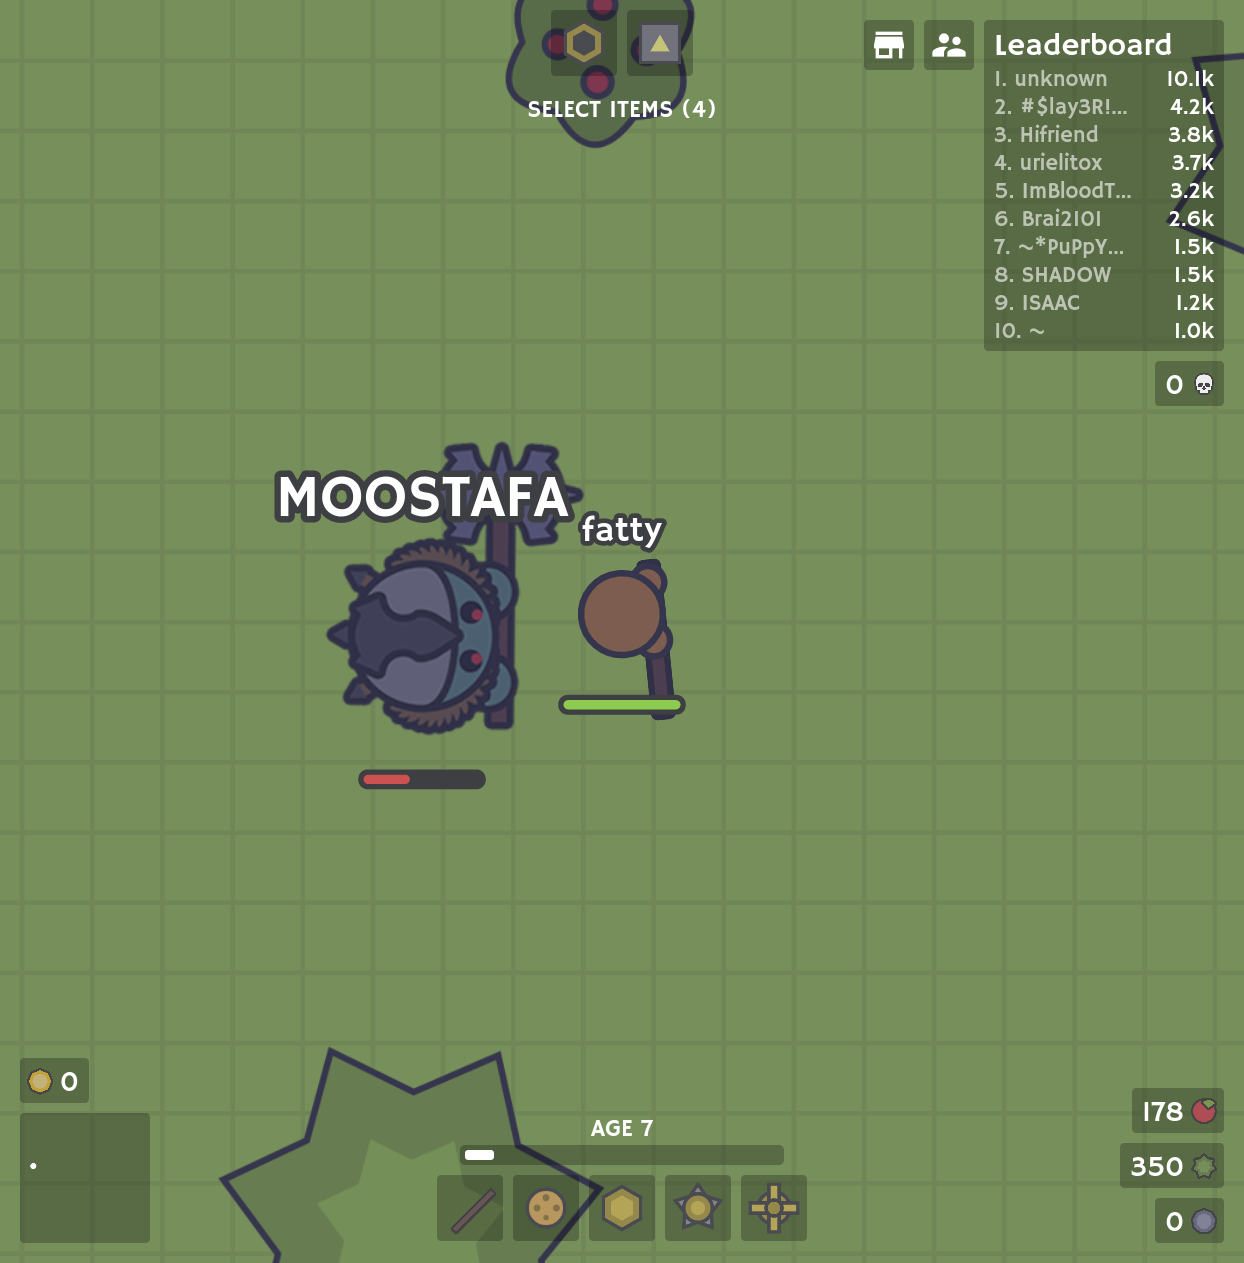 SELECT ITEMS (4)
Leaderboard
1. unknown 10.1k
2. #$lay3R!... 4.2k
3. Hifriend 3.8k
4. urielitox 3.7k
5. ImBloodT... 3.2k
6. Brai2101 2.6k
7. ~*PuPpY... 1.5k
8. SHADOW 1.5k
9. ISAAC 1.2k
10. ~ 1.0k
0
MOOSTAFA
fatty
0
AGE 7
178
350
0